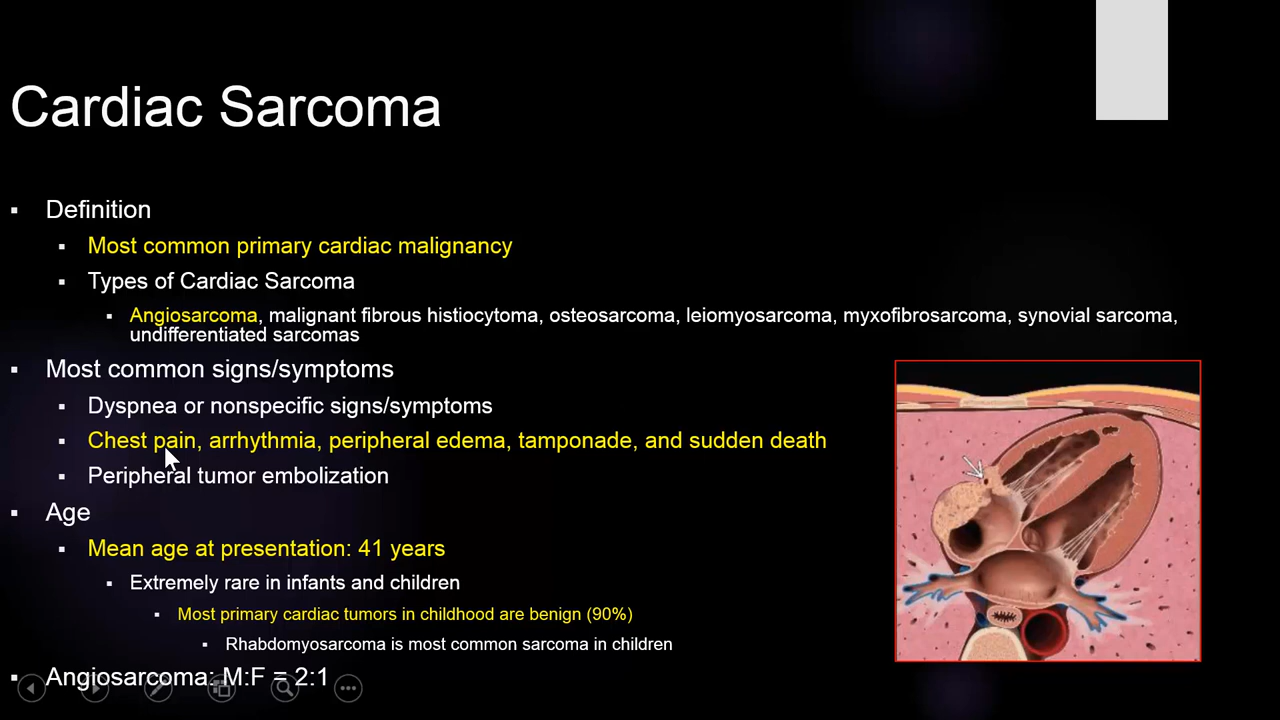 Cardiac Sarcoma
▪ Definition
▪ Most common primary cardiac malignancy
▪ Types of Cardiac Sarcoma
▪ Angiosarcoma, malignant fibrous histiocytoma, osteosarcoma, leiomyosarcoma, myxofibrosarcoma, synovial sarcoma,
undifferentiated sarcomas
▪ Most common signs/symptoms
▪ Dyspnea or nonspecific signs/symptoms
▪ Chest pain, arrhythmia, peripheral edema, tamponade, and sudden death
▪ Peripheral tumor embolization
▪ Age
▪ Mean age at presentation: 41 years
▪ Extremely rare in infants and children
▪ Most primary cardiac tumors in childhood are benign (90%)
▪ Rhabdomyosarcoma is most common sarcoma in children
▪ Angiosarcoma: M:F = 2:1